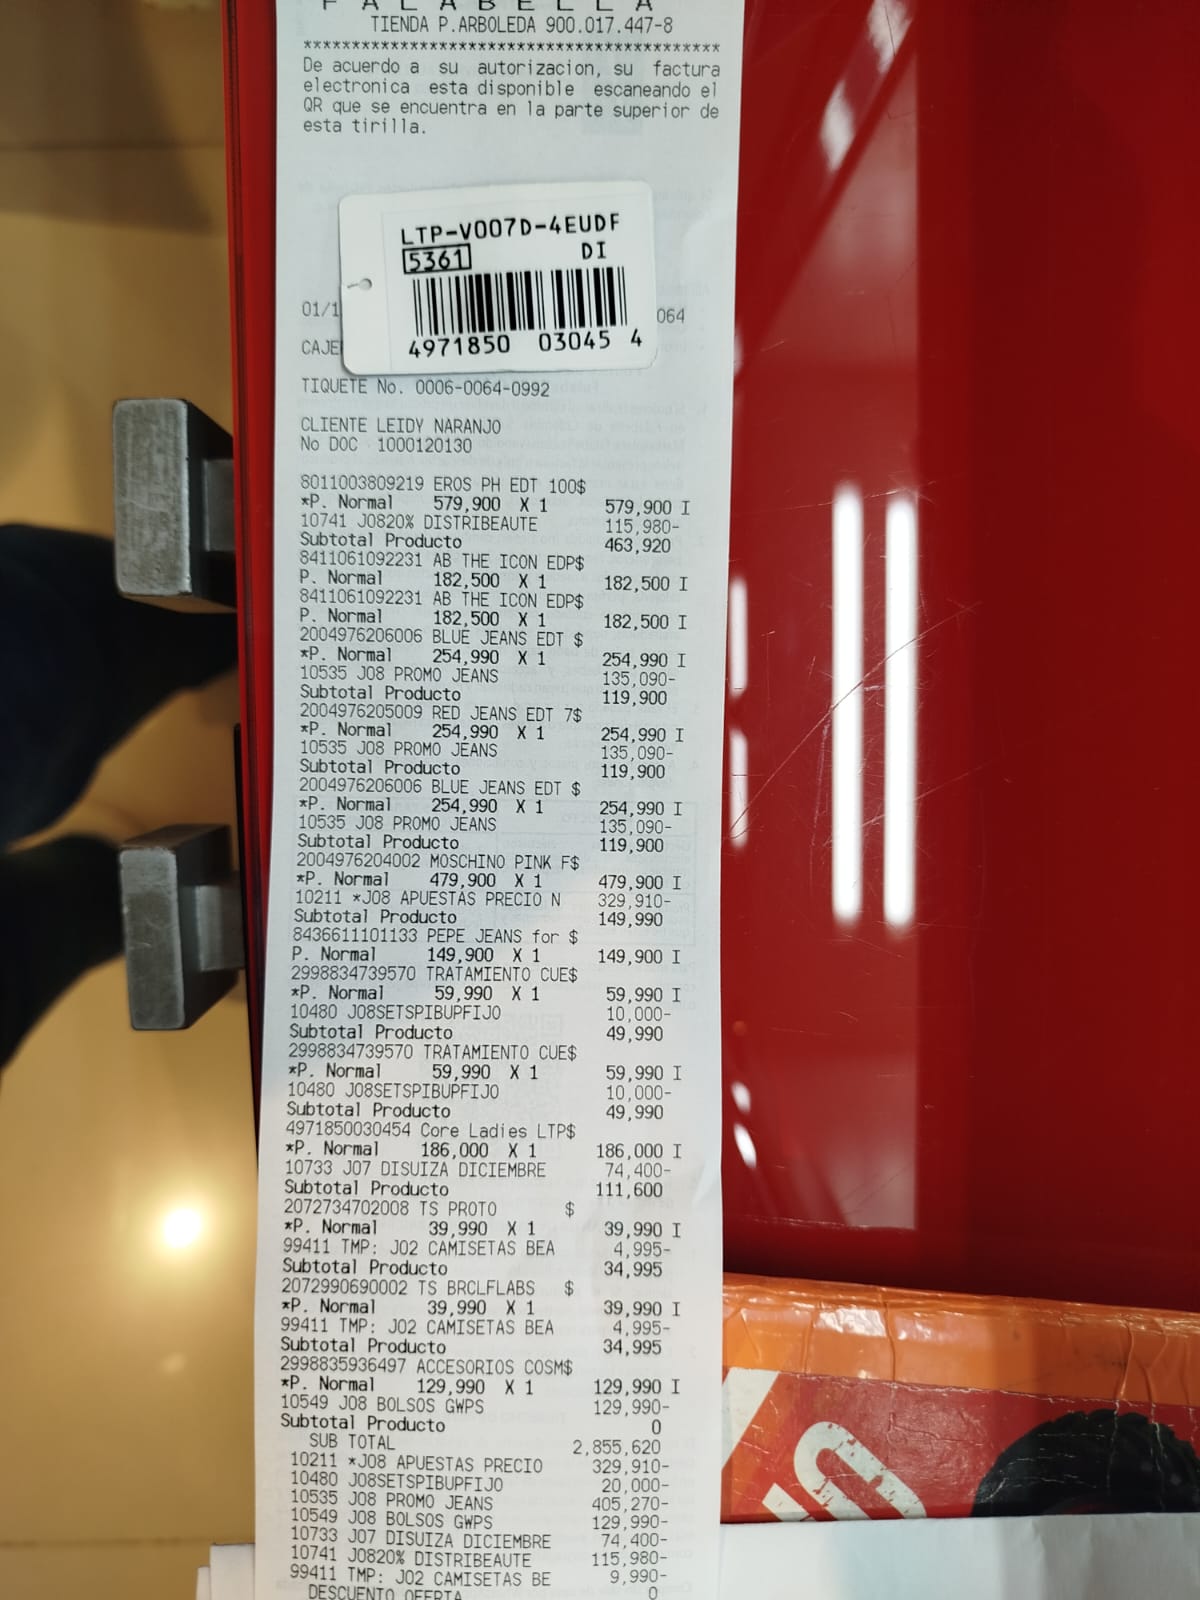 FALABELLA
TIENDA P.ARBOLEDA 900.017.447-8
*******************************************
De acuerdo a su autorizacion, su factura
electronica esta disponible escaneando el
QR que se encuentra en la parte superior de
esta tirilla.
LTP-V007D-4EUDF
5361 DI
4971850 03045 4
01/1 064
CAJE
TIQUETE No. 0006-0064-0992
CLIENTE LEIDY NARANJO
No DOC 1000120130
8011003809219 EROS PH EDT 100$
*P. Normal 579,900 X 1 579,900 I
10741 J0820% DISTRIBEAUTE 115,980-
Subtotal Producto 463,920
8411061092231 AB THE ICON EDP$
P. Normal 182,500 X 1 182,500 I
8411061092231 AB THE ICON EDP$
P. Normal 182,500 X 1 182,500 I
2004976206006 BLUE JEANS EDT $
*P. Normal 254,990 X 1 254,990 I
10535 J08 PROMO JEANS 135,090-
Subtotal Producto 119,900
2004976205009 RED JEANS EDT 7$
*P. Normal 254,990 X 1 254,990 I
10535 J08 PROMO JEANS 135,090-
Subtotal Producto 119,900
2004976206006 BLUE JEANS EDT $
*P. Normal 254,990 X 1 254,990 I
10535 J08 PROMO JEANS 135,090-
Subtotal Producto 119,900
2004976204002 MOSCHINO PINK F$
*P. Normal 479,900 X 1 479,900 I
10211 *J08 APUESTAS PRECIO N 329,910-
Subtotal Producto 149,990
8436611101133 PEPE JEANS for $
P. Normal 149,900 X 1 149,900 I
2998834739570 TRATAMIENTO CUE$
*P. Normal 59,990 X 1 59,990 I
10480 J08SETSPIBUPFIJO 10,000-
Subtotal Producto 49,990
2998834739570 TRATAMIENTO CUE$
*P. Normal 59,990 X 1 59,990 I
10480 J08SETSPIBUPFIJO 10,000-
Subtotal Producto 49,990
4971850030454 Core Ladies LTP$
*P. Normal 186,000 X 1 186,000 I
10733 J07 DISUIZA DICIEMBRE 74,400-
Subtotal Producto 111,600
2072734702008 TS PROTO $
*P. Normal 39,990 X 1 39,990 I
99411 TMP: J02 CAMISETAS BEA 4,995-
Subtotal Producto 34,995
2072990690002 TS BRCLFLABS $
*P. Normal 39,990 X 1 39,990 I
99411 TMP: J02 CAMISETAS BEA 4,995-
Subtotal Producto 34,995
2998835936497 ACCESORIOS COSM$
*P. Normal 129,990 X 1 129,990 I
10549 J08 BOLSOS GWPS 129,990-
Subtotal Producto 0
SUB TOTAL 2,855,620
10211 *J08 APUESTAS PRECIO 329,910-
10480 J08SETSPIBUPFIJO 20,000-
10535 J08 PROMO JEANS 405,270-
10549 J08 BOLSOS GWPS 129,990-
10733 J07 DISUIZA DICIEMBRE 74,400-
10741 J0820% DISTRIBEAUTE 115,980-
99411 TMP: J02 CAMISETAS BE 9,990-
DESCUENTO OFERTA 0